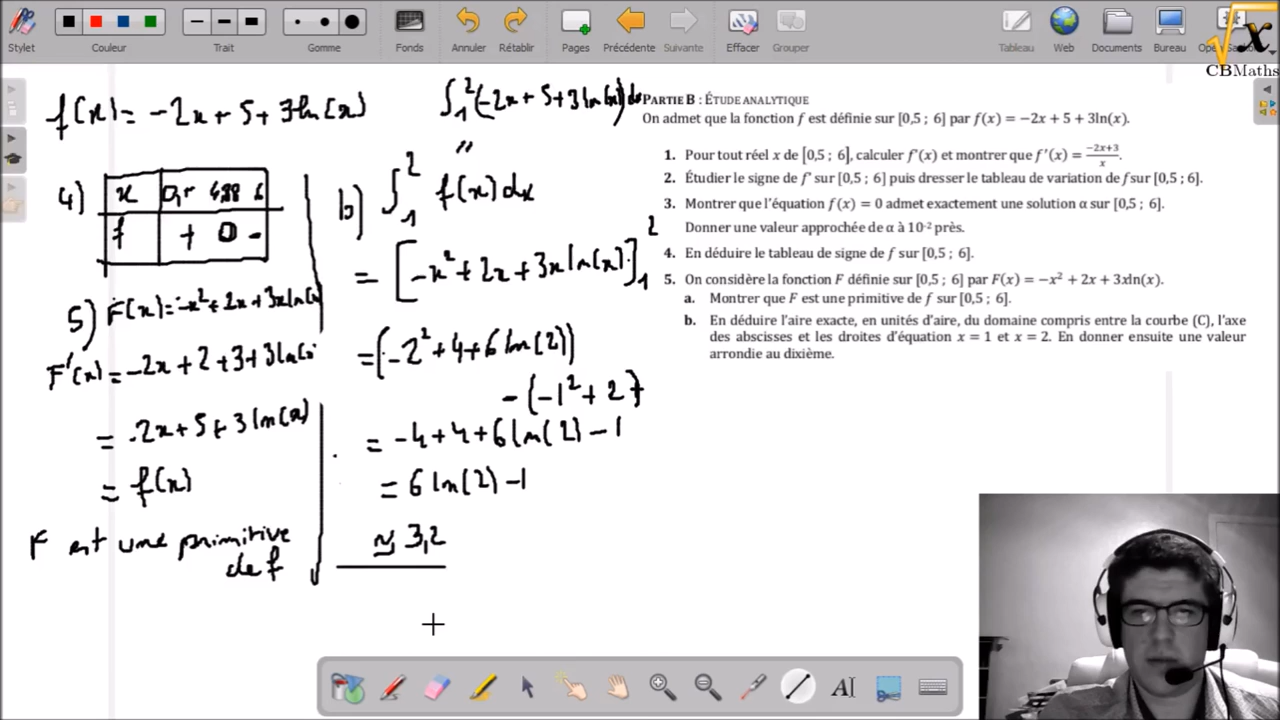 Stylet
Couleur
Trait
Gomme
Fonds
Annuler
Rétablir
Pages
Précédente
Suivante
Effacer
Grouper
Tableau
Web
Documents
Bureau
CBMaths
f(x) = -2x + 5 + 3ln(x)
4)
x 0,5 4,88 6
f + 0 -
5) F(x) = -x² + 2x + 3x ln(x)
F'(x) = -2x + 2 + 3 + 3 ln(x)
= -2x + 5 + 3 ln(x)
= f(x)
F est une primitive
de f
∫₁² (-2x + 5 + 3 ln(x)) dx
"
b) ∫₁² f(x) dx
= [-x² + 2x + 3x ln(x)]₁²
= (-2² + 4 + 6 ln(2))
- (-1² + 2)
= -4 + 4 + 6 ln(2) - 1
= 6 ln(2) - 1
≈ 3,2
PARTIE B : ÉTUDE ANALYTIQUE
On admet que la fonction f est définie sur [0,5 ; 6] par f(x) = −2x + 5 + 3ln(x).
1. Pour tout réel x de [0,5 ; 6], calculer f'(x) et montrer que f'(x) = (−2x+3)/x.
2. Étudier le signe de f' sur [0,5 ; 6] puis dresser le tableau de variation de f sur [0,5 ; 6].
3. Montrer que l'équation f(x) = 0 admet exactement une solution α sur [0,5 ; 6].
Donner une valeur approchée de α à 10⁻² près.
4. En déduire le tableau de signe de f sur [0,5 ; 6].
5. On considère la fonction F définie sur [0,5 ; 6] par F(x) = −x² + 2x + 3xln(x).
a. Montrer que F est une primitive de f sur [0,5 ; 6].
b. En déduire l'aire exacte, en unités d'aire, du domaine compris entre la courbe (C), l'axe
des abscisses et les droites d'équation x = 1 et x = 2. En donner ensuite une valeur
arrondie au dixième.